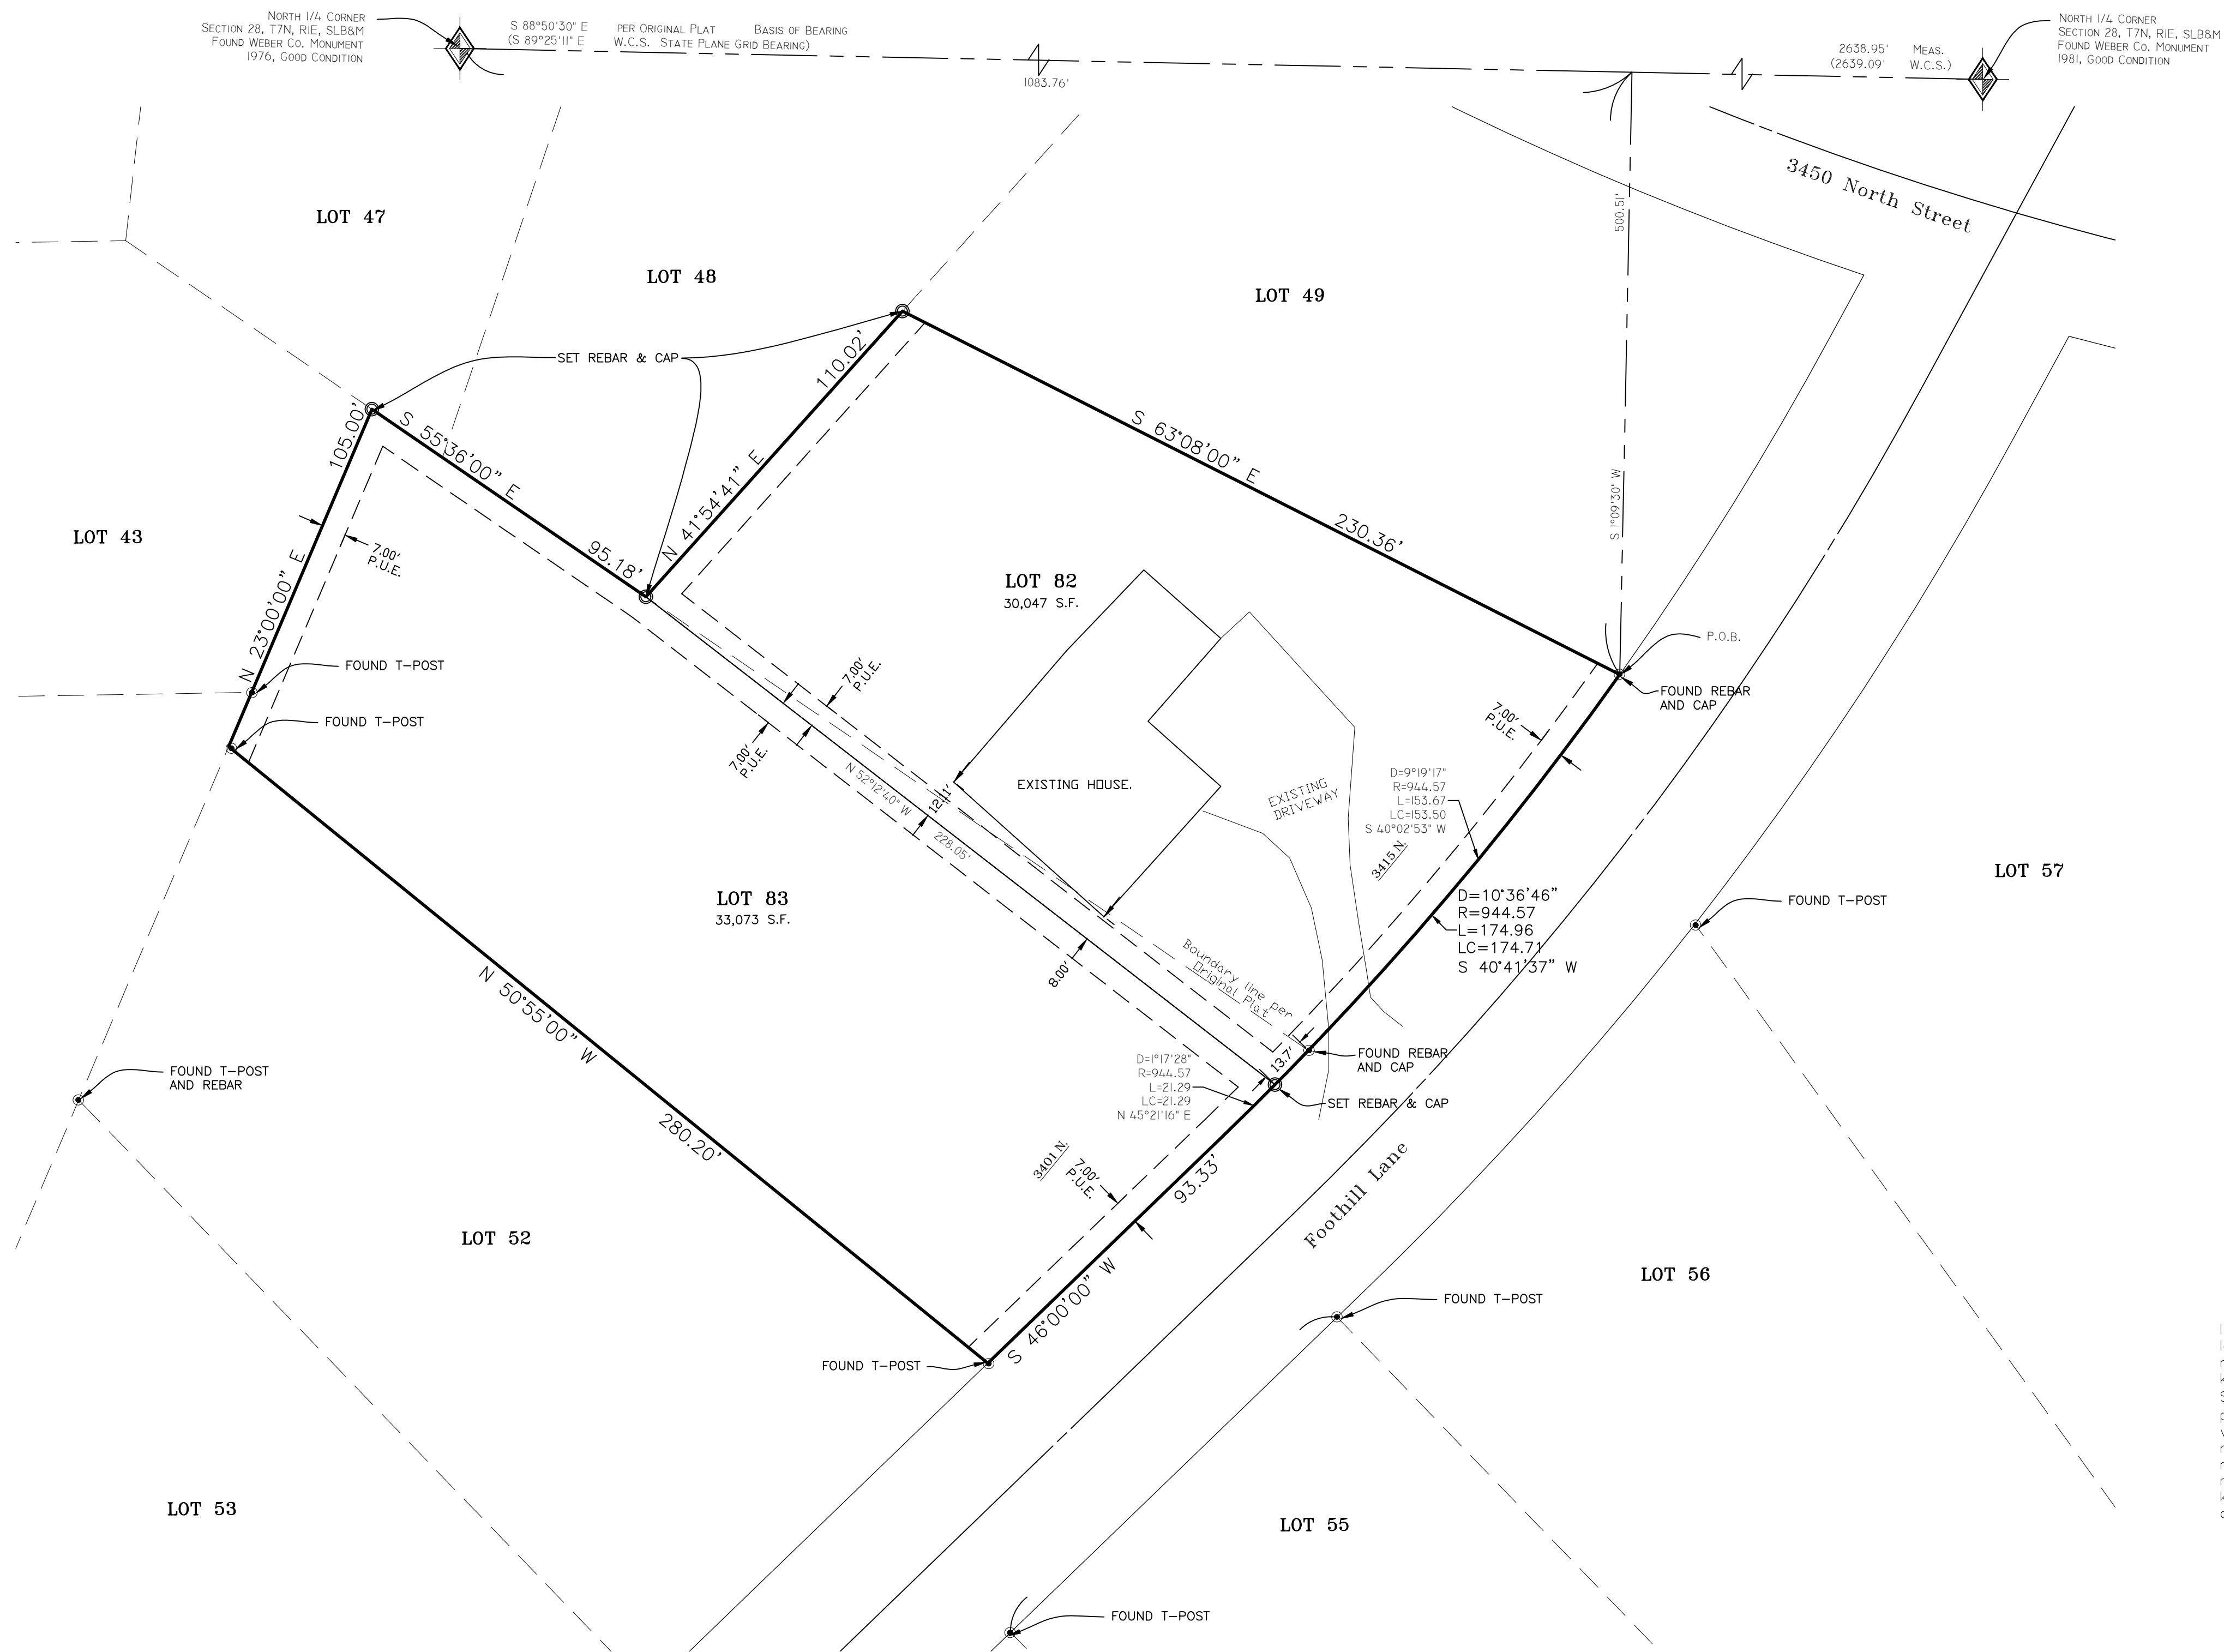 NORTH 1/4 CORNER
SECTION 28, T7N, R1E, SLB&M
FOUND WEBER CO. MONUMENT
1976, GOOD CONDITION
S 88°50'30" E PER ORIGINAL PLAT BASIS OF BEARING
(S 89°25'11" E W.C.S. STATE PLANE GRID BEARING)
1083.76'
2638.95' MEAS.
(2639.09' W.C.S.)
NORTH 1/4 CORNER
SECTION 28, T7N, R1E, SLB&M
FOUND WEBER CO. MONUMENT
1981, GOOD CONDITION
3450 North Street
500.51'
S 1°09'30" W
LOT 47
LOT 48
LOT 49
SET REBAR & CAP
110.02'
N 41°54'41" E
S 63°08'00" E
230.36'
105.00'
N 23°00'00" E
S 55°36'00" E
95.18'
LOT 43
7.00'
P.U.E.
LOT 82
30,047 S.F.
P.O.B.
FOUND T-POST
FOUND T-POST
FOUND REBAR
AND CAP
7.00'
P.U.E.
7.00'
P.U.E.
7.00'
P.U.E.
N 52°12'40" W
228.05'
12.11'
EXISTING HOUSE.
EXISTING
DRIVEWAY
D=9°19'17"
R=944.57
L=153.67
LC=153.50
S 40°02'53" W
3415 N.
D=10°36'46"
R=944.57
L=174.96
LC=174.71
S 40°41'37" W
LOT 57
FOUND T-POST
LOT 83
33,073 S.F.
8.00'
Boundary line per
Original Plat
13.7'
FOUND REBAR
AND CAP
D=1°17'28"
R=944.57
L=21.29
LC=21.29
N 45°21'16" E
SET REBAR & CAP
N 50°55'00" W
280.20'
FOUND T-POST
AND REBAR
3401 N.
7.00'
P.U.E.
93.33'
S 46°00'00" W
Foothill Lane
LOT 52
LOT 56
FOUND T-POST
FOUND T-POST
LOT 53
LOT 55
FOUND T-POST